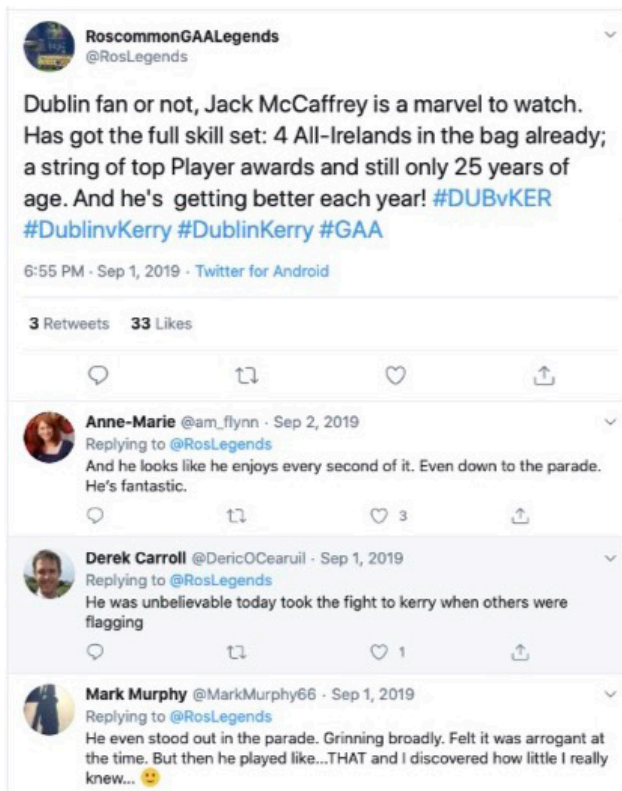 RoscommonGAALegends
@RosLegends
Dublin fan or not, Jack McCaffrey is a marvel to watch.
Has got the full skill set: 4 All-Irelands in the bag already;
a string of top Player awards and still only 25 years of
age. And he's getting better each year! #DUBvKER
#DublinvKerry #DublinKerry #GAA
6:55 PM · Sep 1, 2019 · Twitter for Android
3 Retweets 33 Likes
Anne-Marie @am_flynn · Sep 2, 2019
Replying to @RosLegends
And he looks like he enjoys every second of it. Even down to the parade.
He's fantastic.
3
Derek Carroll @DericOCearuil · Sep 1, 2019
Replying to @RosLegends
He was unbelievable today took the fight to kerry when others were
flagging
1
Mark Murphy @MarkMurphy66 · Sep 1, 2019
Replying to @RosLegends
He even stood out in the parade. Grinning broadly. Felt it was arrogant at
the time. But then he played like...THAT and I discovered how little I really
knew... 🙂